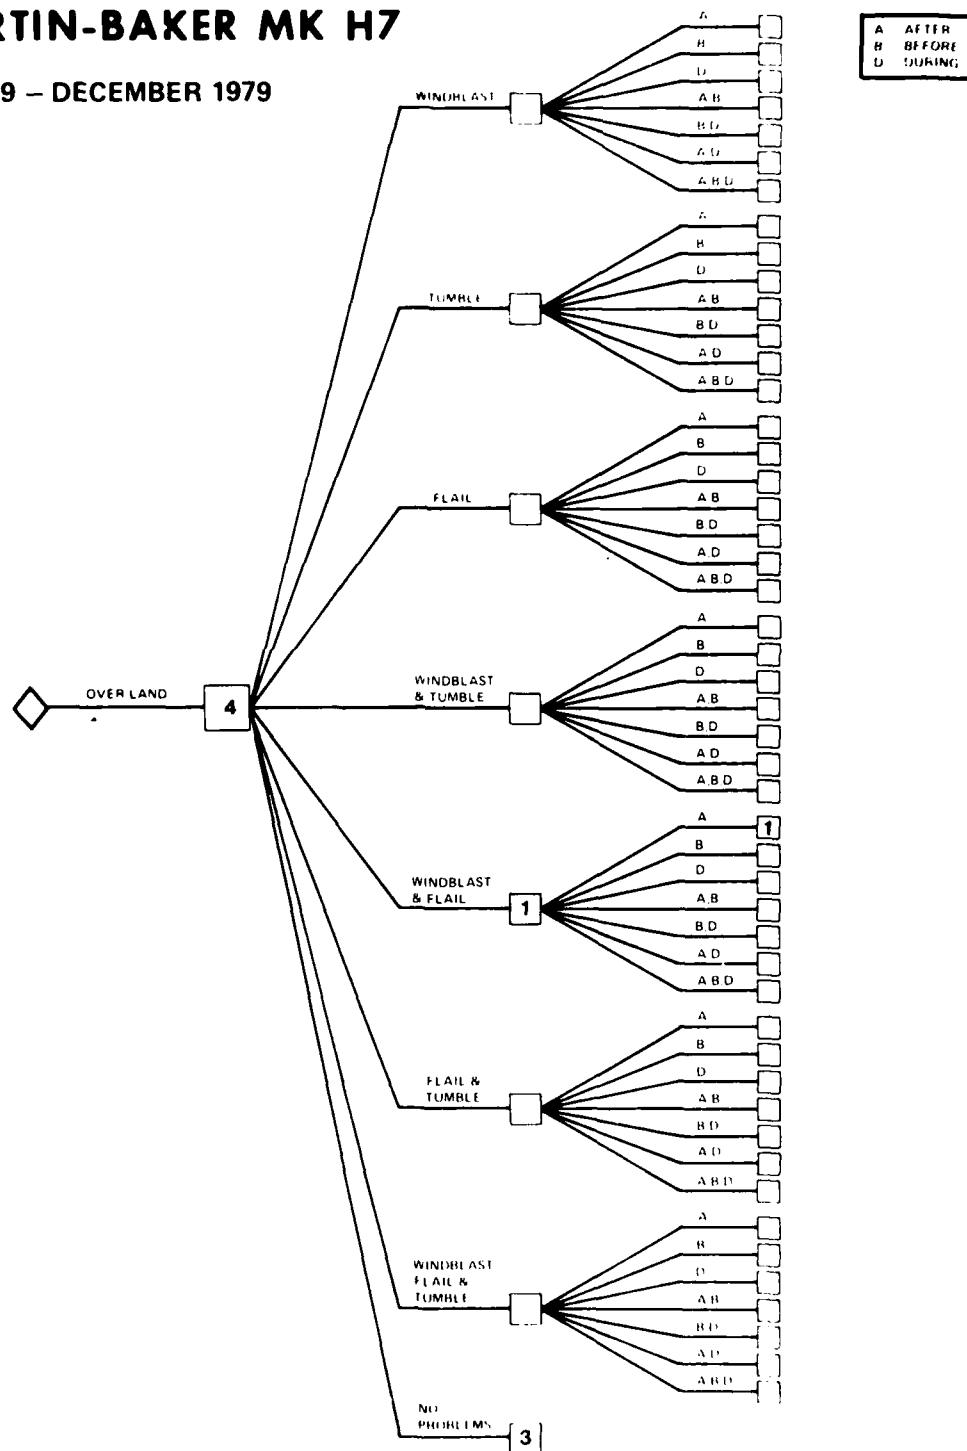 RTIN-BAKER MK H7
9 – DECEMBER 1979
A AFTER
B BEFORE
D DURING
WINDBLAST
A
B
D
A B
B D
A D
A B D
TUMBLE
A
B
D
A B
B D
A D
A B D
FLAIL
A
B
D
A B
B D
A D
A B D
OVER LAND
4
WINDBLAST
& TUMBLE
A
B
D
A,B
B,D
A D
A,B D
WINDBLAST
& FLAIL
1
A
1
B
D
A,B
B D
A D
A B D
FLAIL &
TUMBLE
A
B
D
A B
B D
A D
A B D
WINDBLAST
FLAIL &
TUMBLE
A
B
D
A B
B D
A D
A B D
NO
PROBLEMS
3